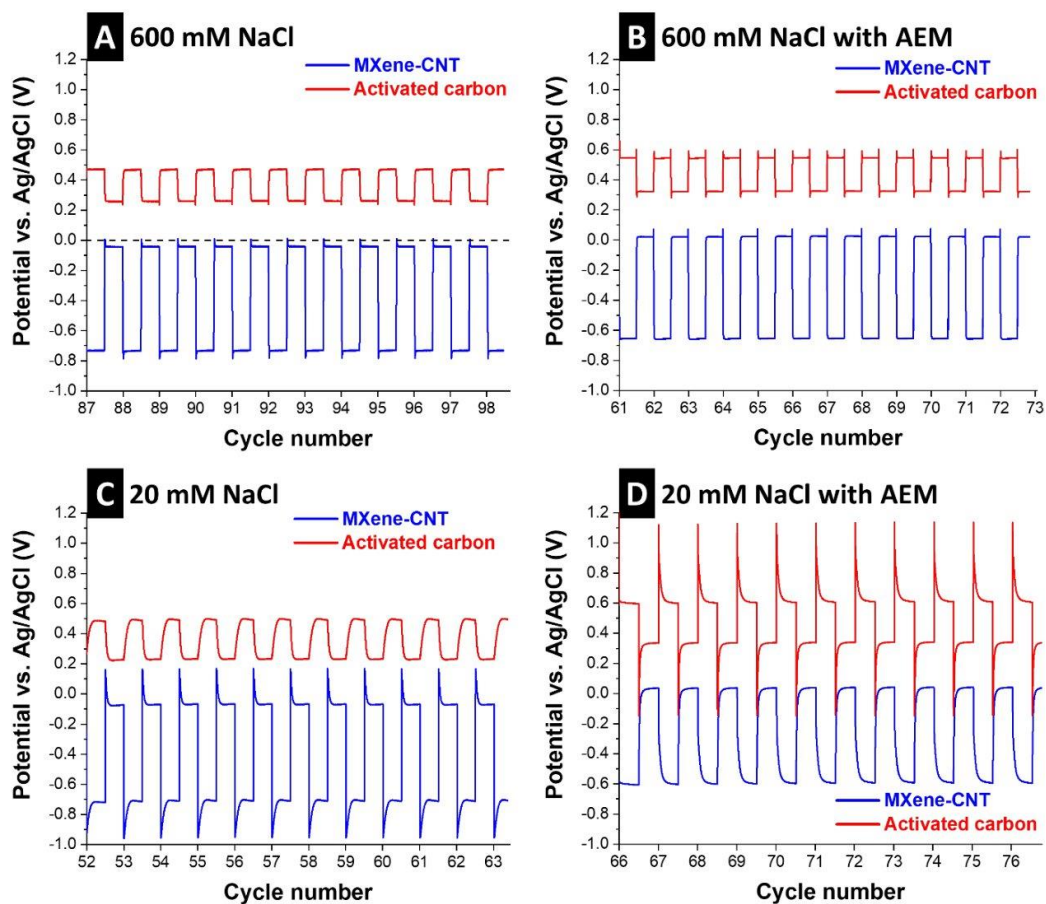 A 600 mM NaCl
1.2
1.0
0.8
0.6
0.4
0.2
0.0
-0.2
-0.4
-0.6
-0.8
-1.0
Potential vs. Ag/AgCl (V)
MXene-CNT
Activated carbon
87 88 89 90 91 92 93 94 95 96 97 98
Cycle number
B 600 mM NaCl with AEM
1.2
1.0
0.8
0.6
0.4
0.2
0.0
-0.2
-0.4
-0.6
-0.8
-1.0
Potential vs. Ag/AgCl (V)
MXene-CNT
Activated carbon
61 62 63 64 65 66 67 68 69 70 71 72 73
Cycle number
C 20 mM NaCl
1.2
1.0
0.8
0.6
0.4
0.2
0.0
-0.2
-0.4
-0.6
-0.8
-1.0
Potential vs. Ag/AgCl (V)
MXene-CNT
Activated carbon
52 53 54 55 56 57 58 59 60 61 62 63
Cycle number
D 20 mM NaCl with AEM
1.2
1.0
0.8
0.6
0.4
0.2
0.0
-0.2
-0.4
-0.6
-0.8
-1.0
Potential vs. Ag/AgCl (V)
MXene-CNT
Activated carbon
66 67 68 69 70 71 72 73 74 75 76
Cycle number